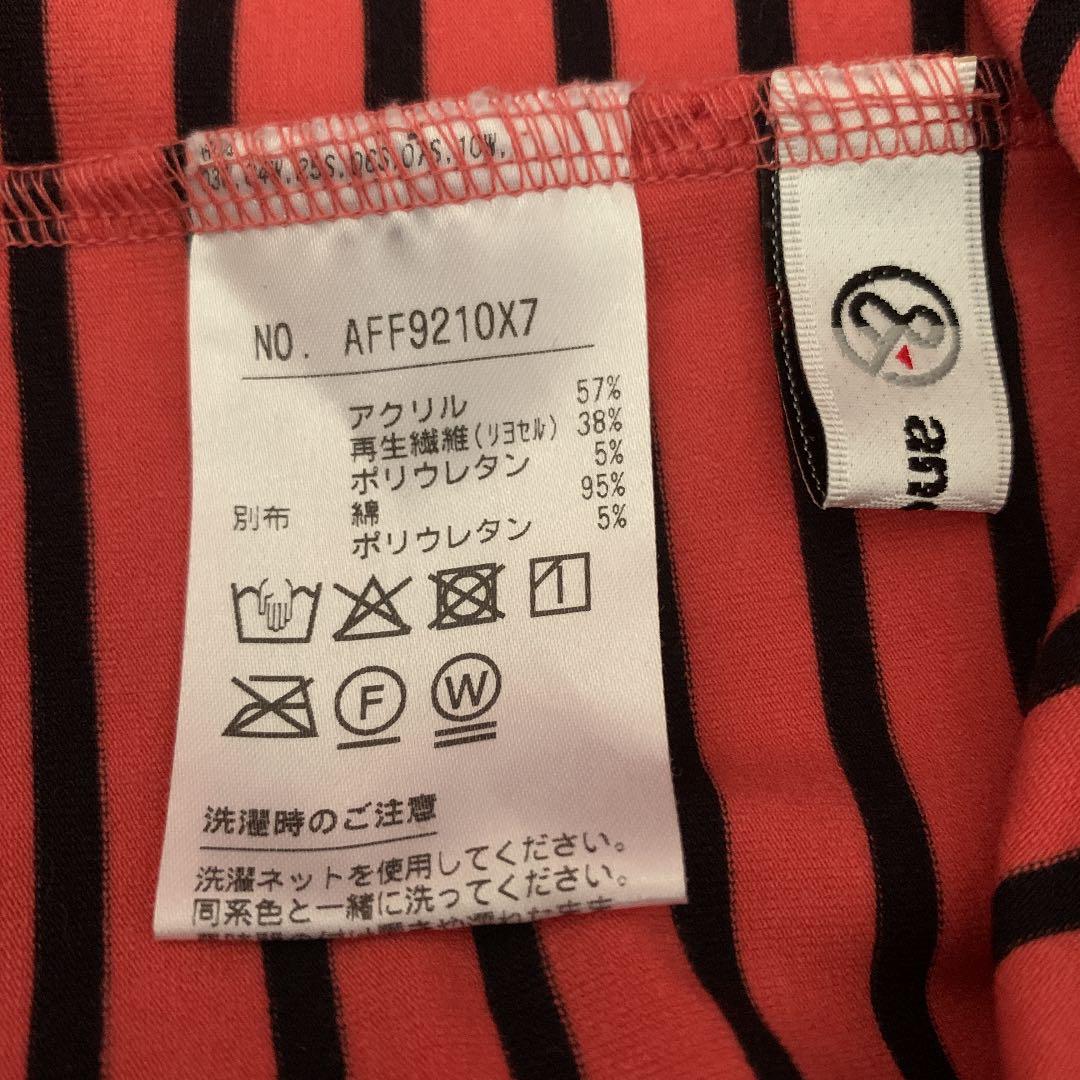 NO. AFF9210X7
アクリル 57%
再生繊維(リヨセル) 38%
ポリウレタン 5%
別布 綿 95%
ポリウレタン 5%
1
F W
洗濯時のご注意
洗濯ネットを使用してください。
同系色と一緒に洗ってください。